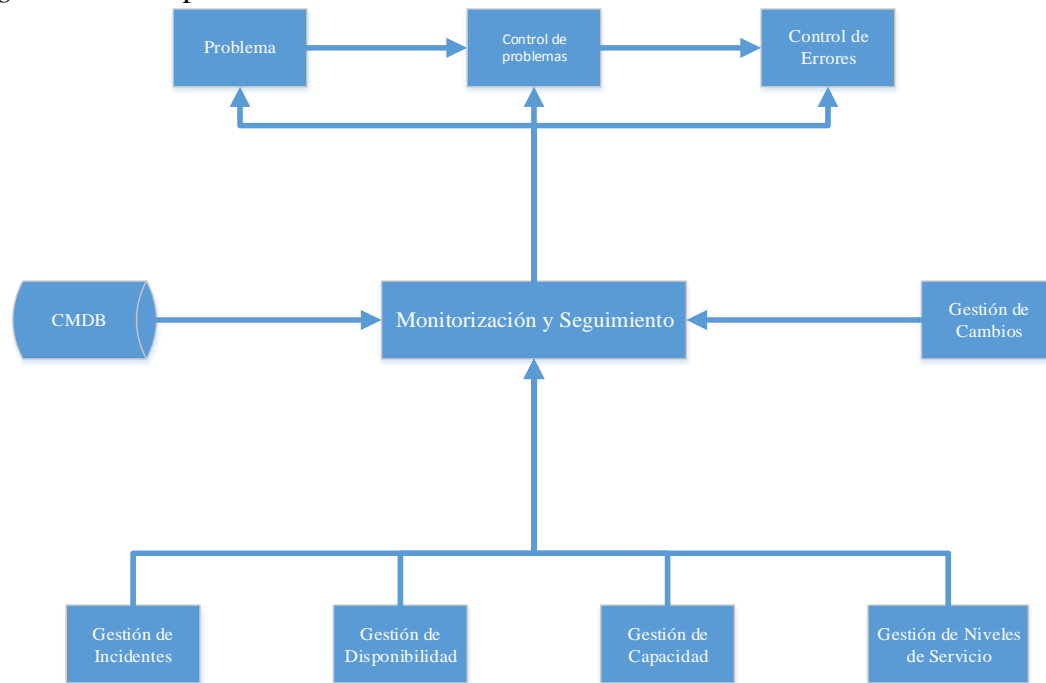 Problema
Control de
problemas
Control de
Errores
CMDB
Monitorización y Seguimiento
Gestión de
Cambios
Gestión de
Incidentes
Gestión de
Disponibilidad
Gestión de
Capacidad
Gestión de Niveles
de Servicio